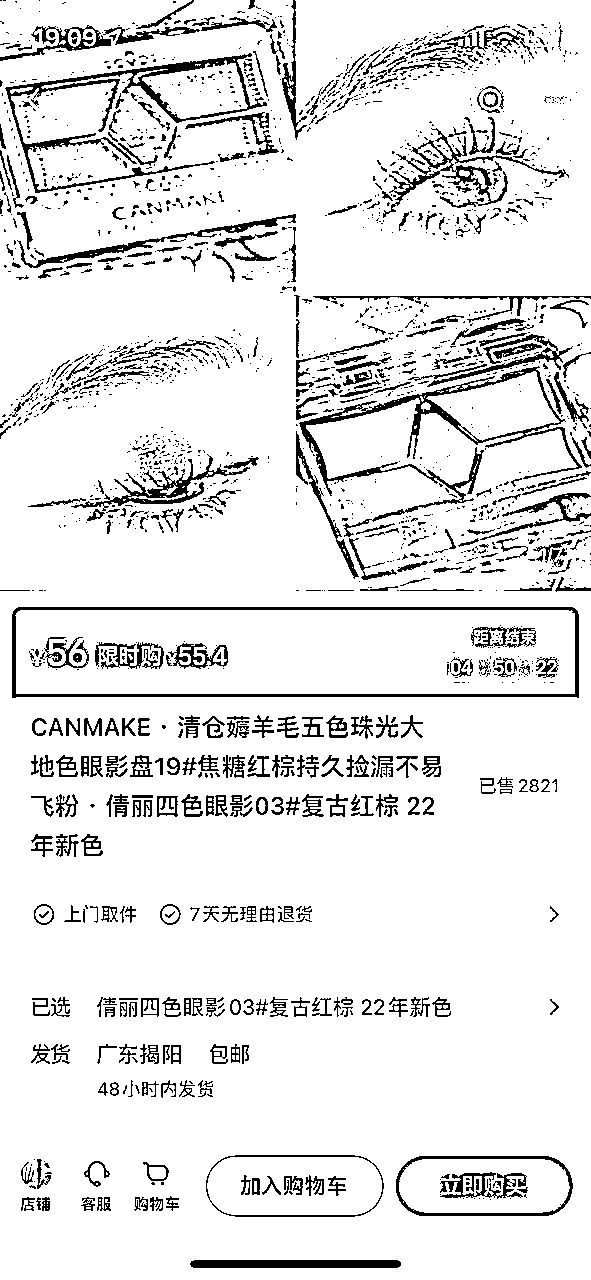 19:09
CANMAKE
¥56 限时购 ¥55.4
距离结束
04:50:22
CANMAKE · 清仓薅羊毛五色珠光大
地色眼影盘19#焦糖红棕持久捡漏不易
飞粉 · 倩丽四色眼影03#复古红棕 22
年新色
已售2821
上门取件 7天无理由退货
已选 倩丽四色眼影03#复古红棕 22年新色
发货 广东揭阳 包邮
48小时内发货
店铺 客服 购物车 加入购物车 立即购买